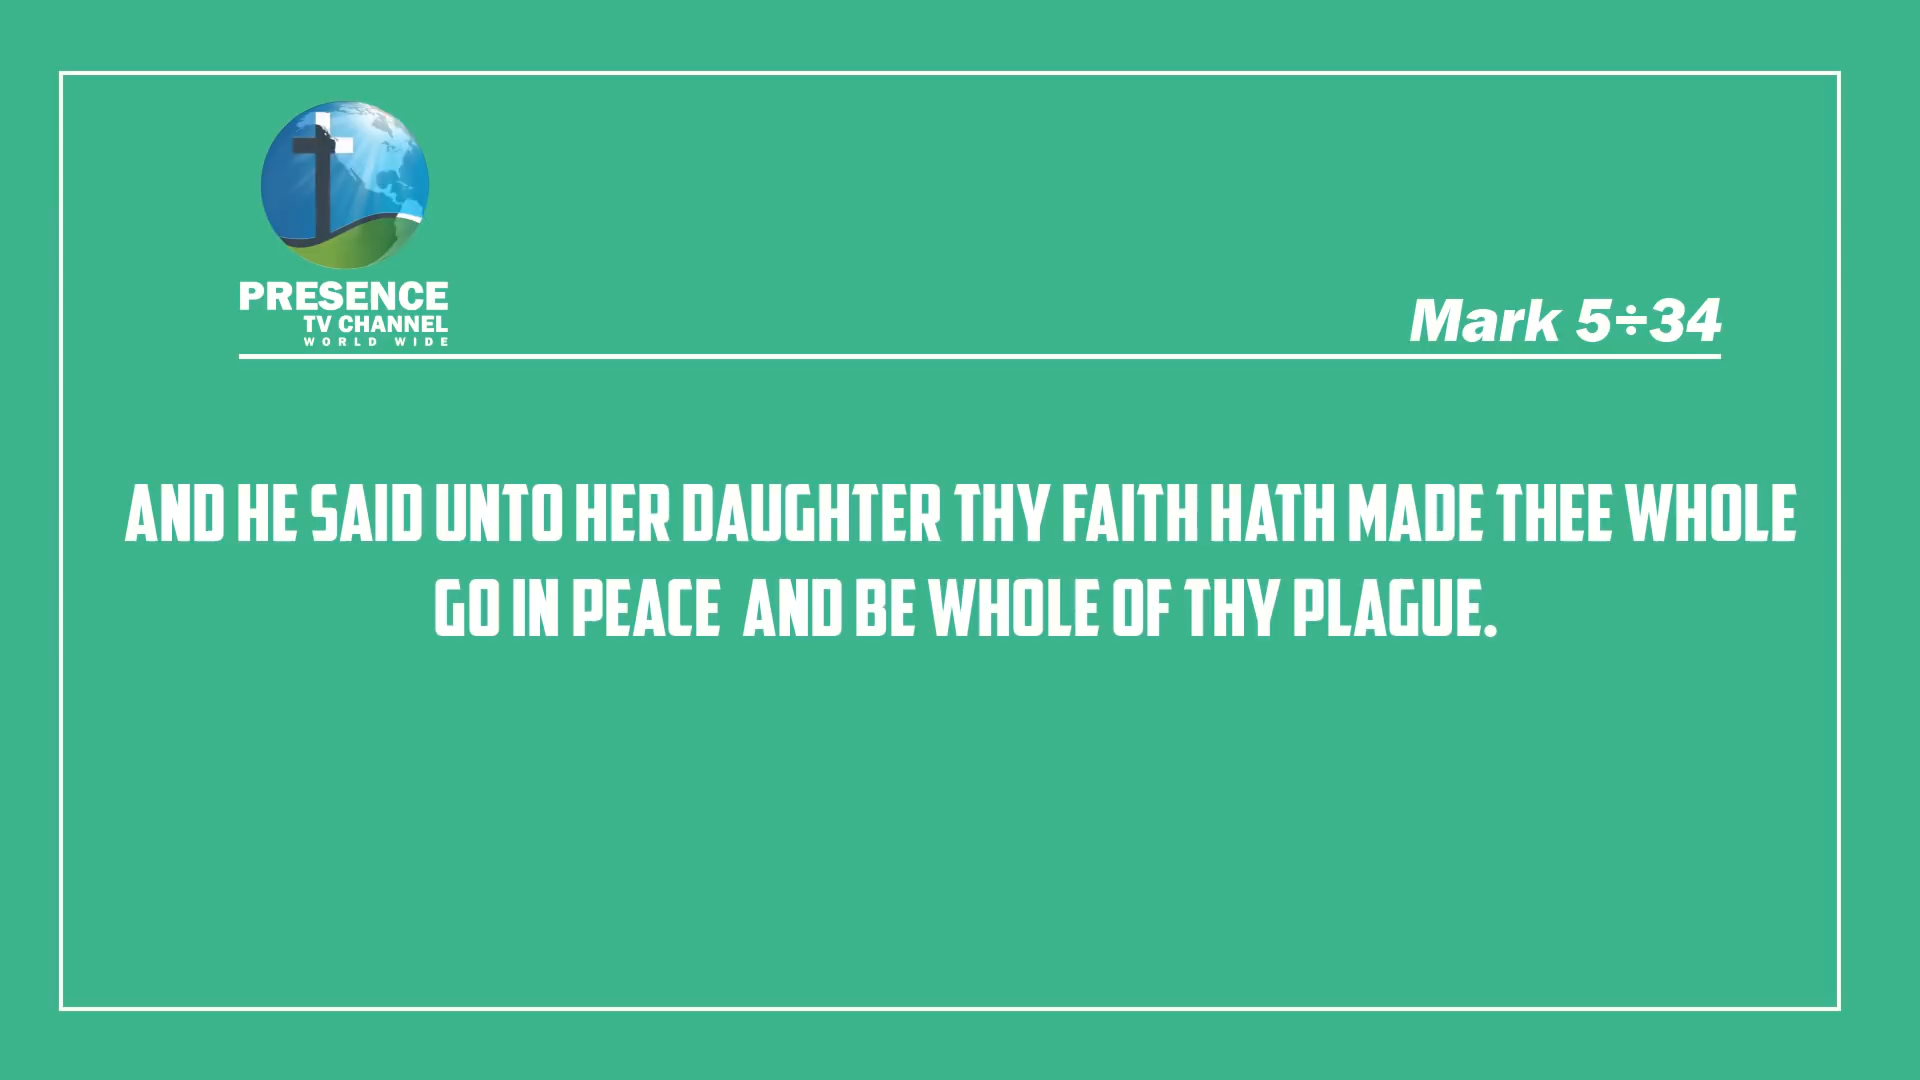 PRESENCE
TV CHANNEL
WORLD WIDE
Mark 5÷34
AND HE SAID UNTO HER DAUGHTER THY FAITH HATH MADE THEE WHOLE
GO IN PEACE  AND BE WHOLE OF THY PLAGUE.